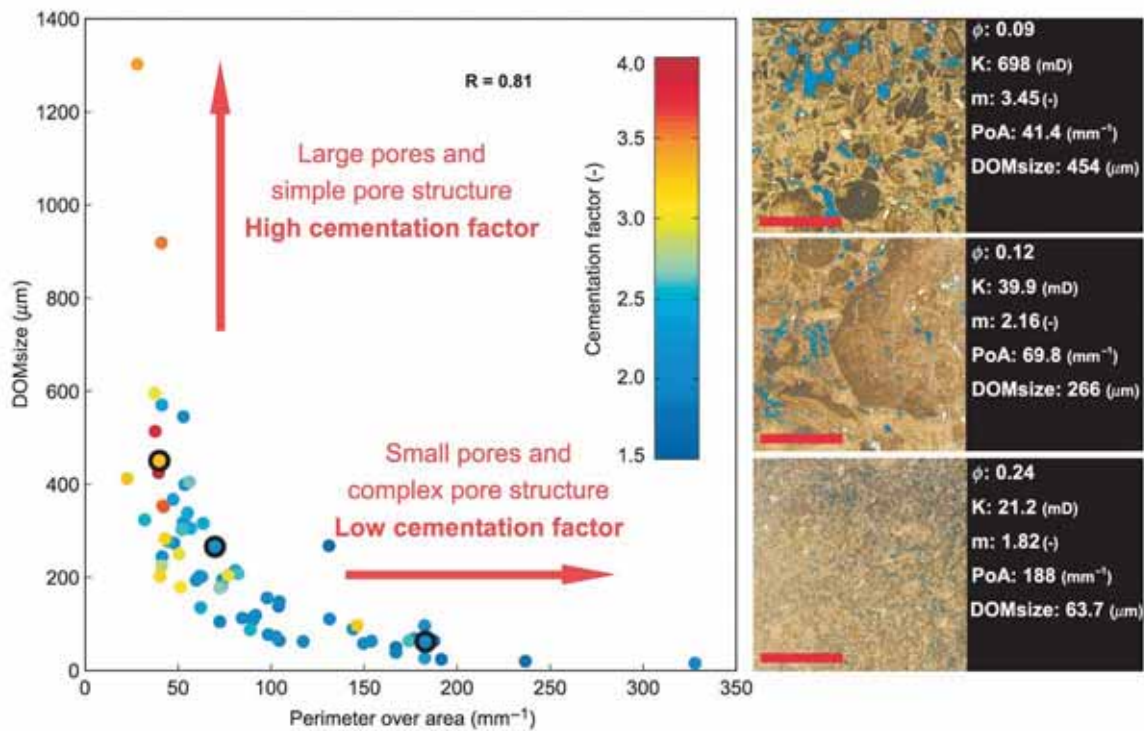 1400
1200
1000
800
600
400
200
0
DOMsize (μm)
0 50 100 150 200 250 300 350
Perimeter over area (mm⁻¹)
R = 0.81
Large pores and
simple pore structure
High cementation factor
Small pores and
complex pore structure
Low cementation factor
Cementation factor (-)
4.0
3.5
3.0
2.5
2.0
1.5
ϕ: 0.09
K: 698 (mD)
m: 3.45 (-)
PoA: 41.4 (mm⁻¹)
DOMsize: 454 (μm)
ϕ: 0.12
K: 39.9 (mD)
m: 2.16 (-)
PoA: 69.8 (mm⁻¹)
DOMsize: 266 (μm)
ϕ: 0.24
K: 21.2 (mD)
m: 1.82 (-)
PoA: 188 (mm⁻¹)
DOMsize: 63.7 (μm)